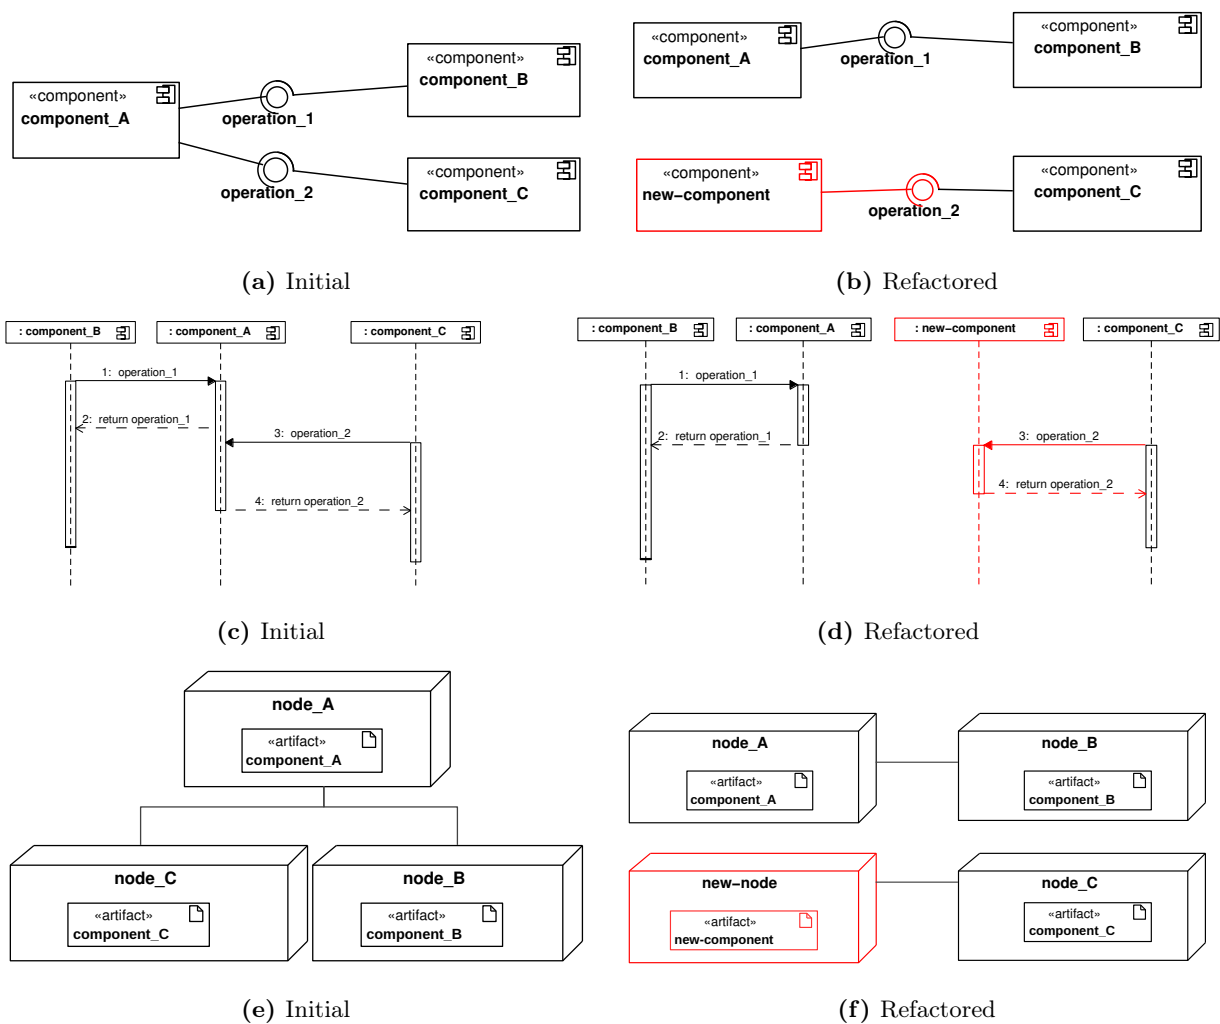 «component»
component_A
operation_1
operation_2
«component»
component_B
«component»
component_C
(a) Initial
«component»
component_A
operation_1
«component»
component_B
«component»
new-component
operation_2
«component»
component_C
(b) Refactored
: component_B
: component_A
: component_C
1: operation_1
2: return operation_1
3: operation_2
4: return operation_2
(c) Initial
: component_B
: component_A
: new-component
: component_C
1: operation_1
2: return operation_1
3: operation_2
4: return operation_2
(d) Refactored
node_A
«artifact»
component_A
node_C
«artifact»
component_C
node_B
«artifact»
component_B
(e) Initial
node_A
«artifact»
component_A
node_B
«artifact»
component_B
new-node
«artifact»
new-component
node_C
«artifact»
component_C
(f) Refactored